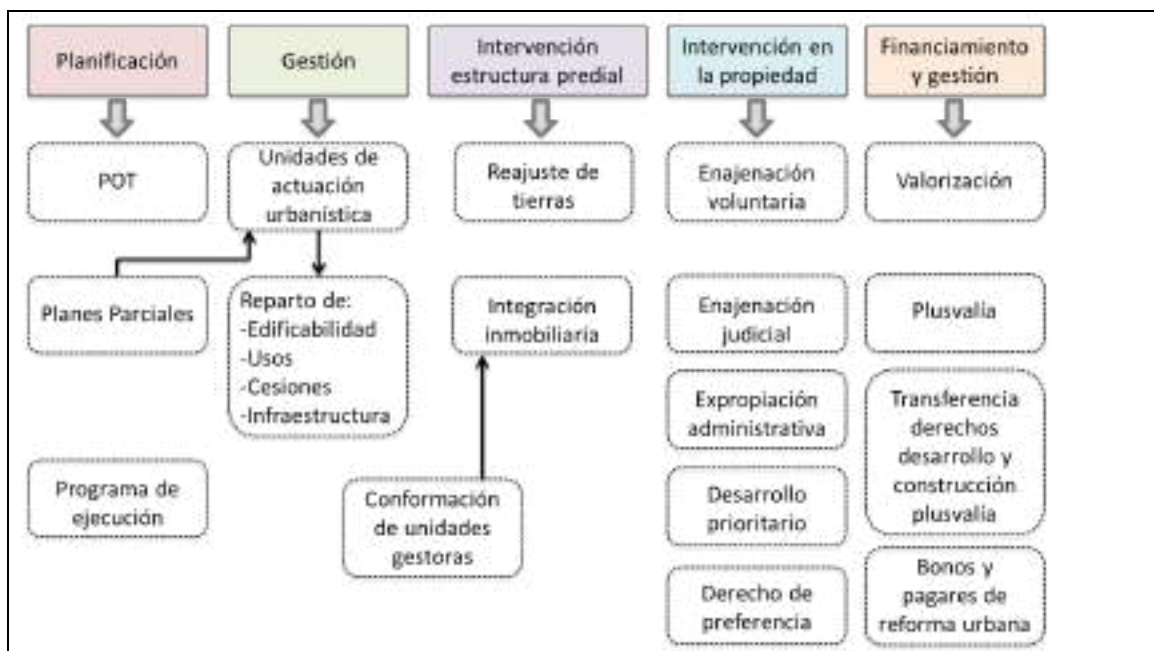 Planificación
Gestión
Intervención
estructura predial
Intervención en
la propiedad
Financiamiento
y gestión
POT
Unidades de
actuación
urbanística
Reajuste de
tierras
Enajenación
voluntaria
Valorización
Planes Parciales
Reparto de:
-Edificabilidad
-Usos
-Cesiones
-Infraestructura
Integración
inmobiliaria
Enajenación
judicial
Plusvalía
Expropiación
administrativa
Transferencia
derechos
desarrollo y
construcción
plusvalía
Programa de
ejecución
Conformación
de unidades
gestoras
Desarrollo
prioritario
Derecho de
preferencia
Bonos y
pagares de
reforma urbana